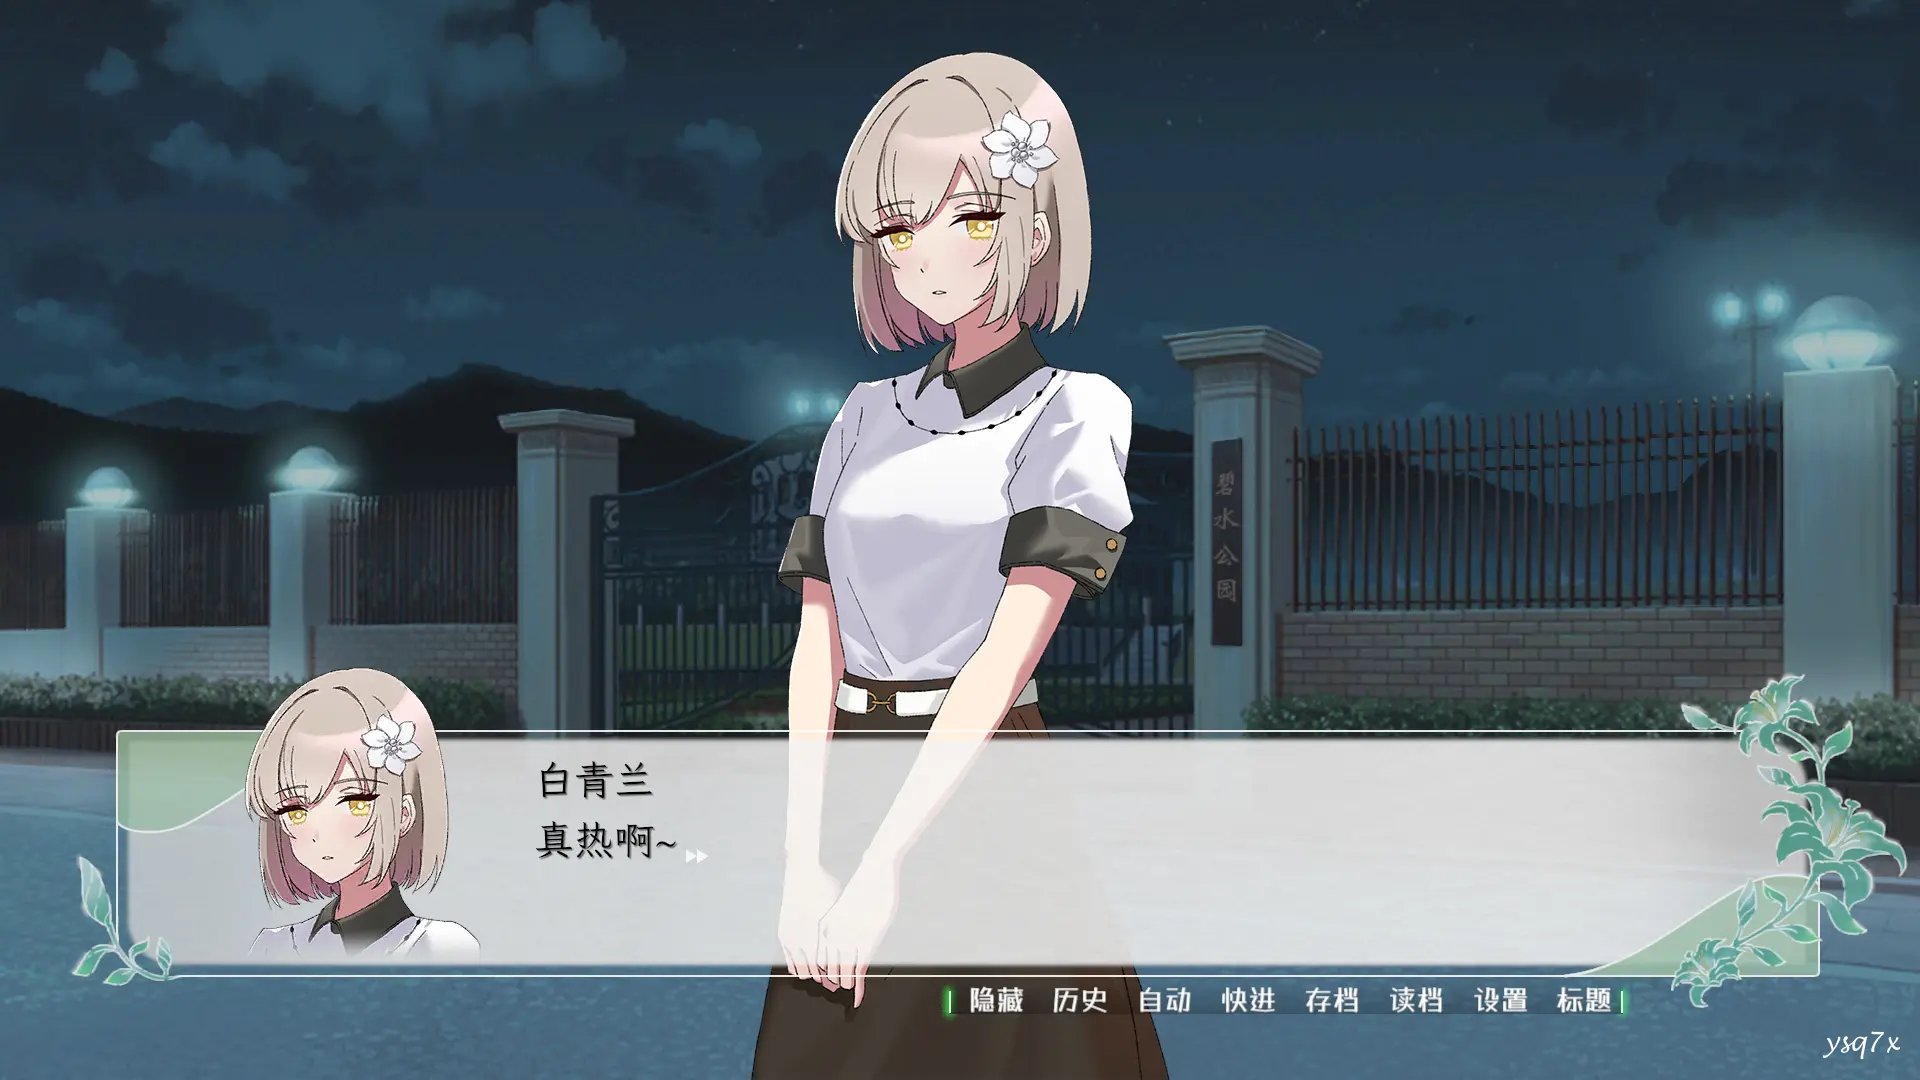 碧水公园
白青兰
真热啊~
隐藏 历史 自动 快进 存档 读档 设置 标题
ysq7x